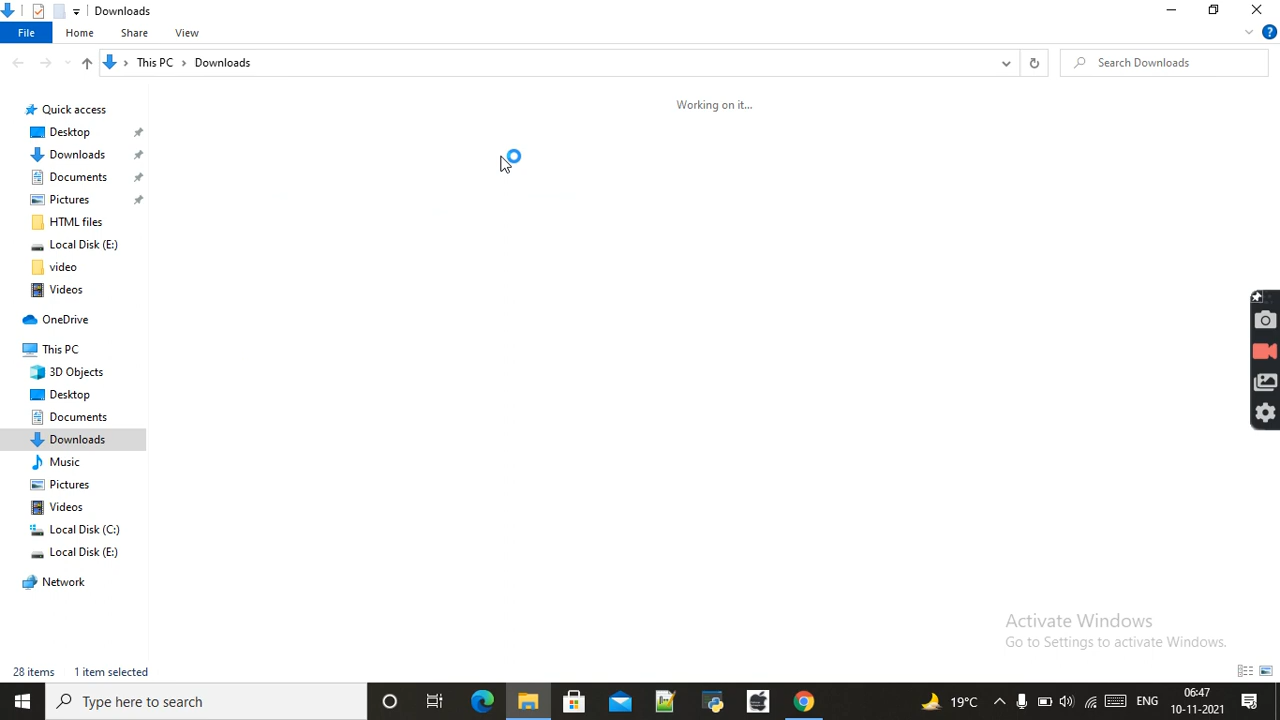 Downloads
File Home Share View
This PC Downloads Search Downloads
Working on it...
Quick access
Desktop
Downloads
Documents
Pictures
HTML files
Local Disk (E:)
video
Videos
OneDrive
This PC
3D Objects
Desktop
Documents
Downloads
Music
Pictures
Videos
Local Disk (C:)
Local Disk (E:)
Network
Activate Windows
Go to Settings to activate Windows.
28 items 1 item selected
Type here to search
19°C
ENG
06:47
10-11-2021